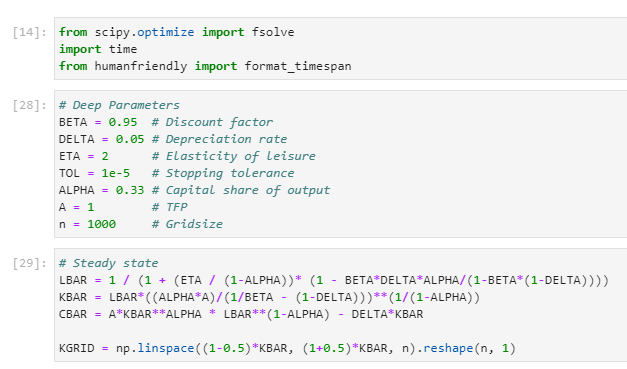 [14]: from scipy.optimize import fsolve
import time
from humanfriendly import format_timespan
[28]: # Deep Parameters
BETA = 0.95  # Discount factor
DELTA = 0.05 # Depreciation rate
ETA = 2      # Elasticity of leisure
TOL = 1e-5   # Stopping tolerance
ALPHA = 0.33 # Capital share of output
A = 1        # TFP
n = 1000     # Gridsize
[29]: # Steady state
LBAR = 1 / (1 + (ETA / (1-ALPHA))* (1 - BETA*DELTA*ALPHA/(1-BETA*(1-DELTA))))
KBAR = LBAR*((ALPHA*A)/(1/BETA - (1-DELTA)))**(1/(1-ALPHA))
CBAR = A*KBAR**ALPHA * LBAR**(1-ALPHA) - DELTA*KBAR
KGRID = np.linspace((1-0.5)*KBAR, (1+0.5)*KBAR, n).reshape(n, 1)